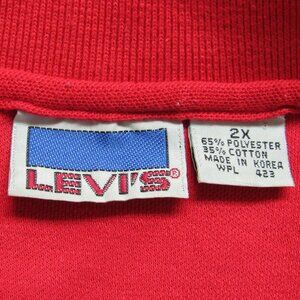 LEVI'S®
2X
65% POLYESTER
35% COTTON
MADE IN KOREA
WPL 423